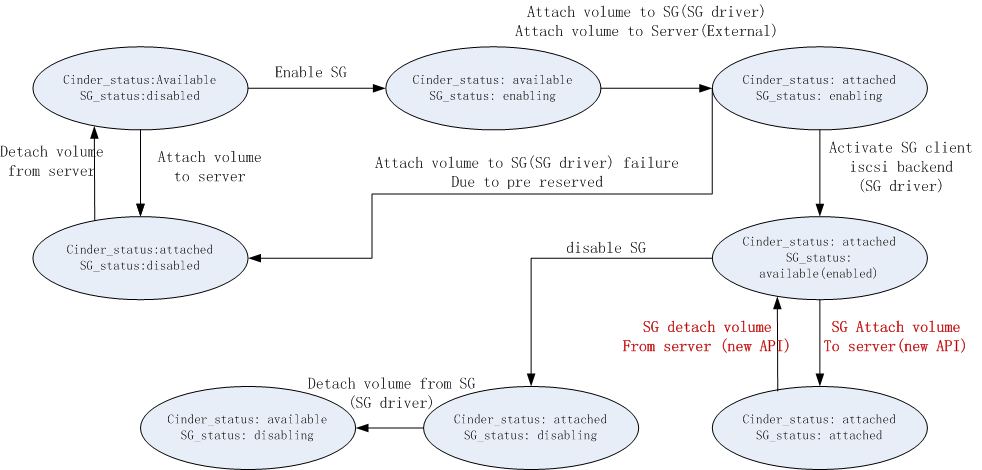 Attach volume to SG(SG driver)
Attach volume to Server(External)
Cinder_status:Available
SG_status:disabled
Enable SG
Cinder_status: available
SG_status: enabling
Cinder_status: attached
SG_status: enabling
Detach volume
from server
Attach volume
to server
Attach volume to SG(SG driver) failure
Due to pre reserved
Activate SG client
iscsi backend
(SG driver)
Cinder_status:attached
SG_status:disabled
disable SG
Cinder_status: attached
SG_status:
available(enabled)
SG detach volume
From server (new API)
SG Attach volume
To server(new API)
Detach volume from SG
(SG driver)
Cinder_status: available
SG_status: disabling
Cinder_status: attached
SG_status: disabling
Cinder_status: attached
SG_status: attached